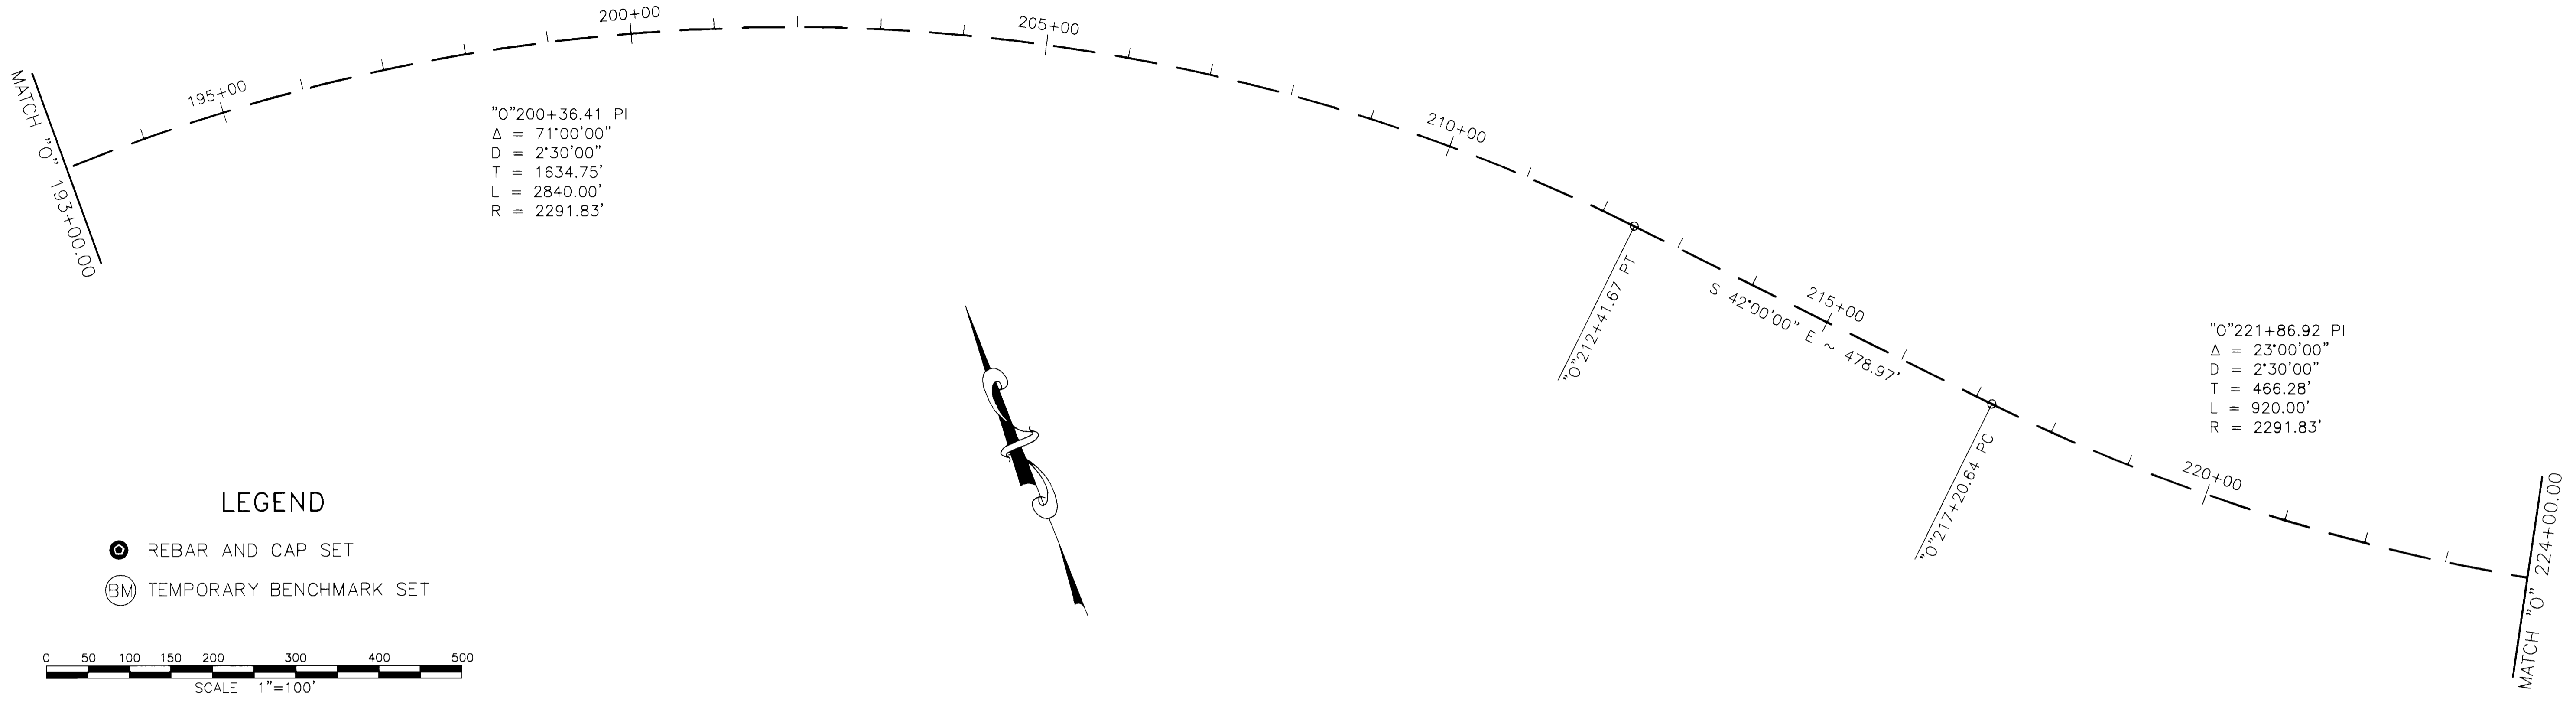 200+00
205+00
MATCH "O" 193+00.00
195+00
"O"200+36.41 PI
Δ = 71°00'00"
D = 2°30'00"
T = 1634.75'
L = 2840.00'
R = 2291.83'
210+00
"O"212+41.67 PT
S 42°00'00" E ~ 478.97'
215+00
"O"217+20.64 PC
"O"221+86.92 PI
Δ = 23°00'00"
D = 2°30'00"
T = 466.28'
L = 920.00'
R = 2291.83'
220+00
MATCH "O" 224+00.00
LEGEND
REBAR AND CAP SET
BM TEMPORARY BENCHMARK SET
0 50 100 150 200 300 400 500
SCALE 1"=100'